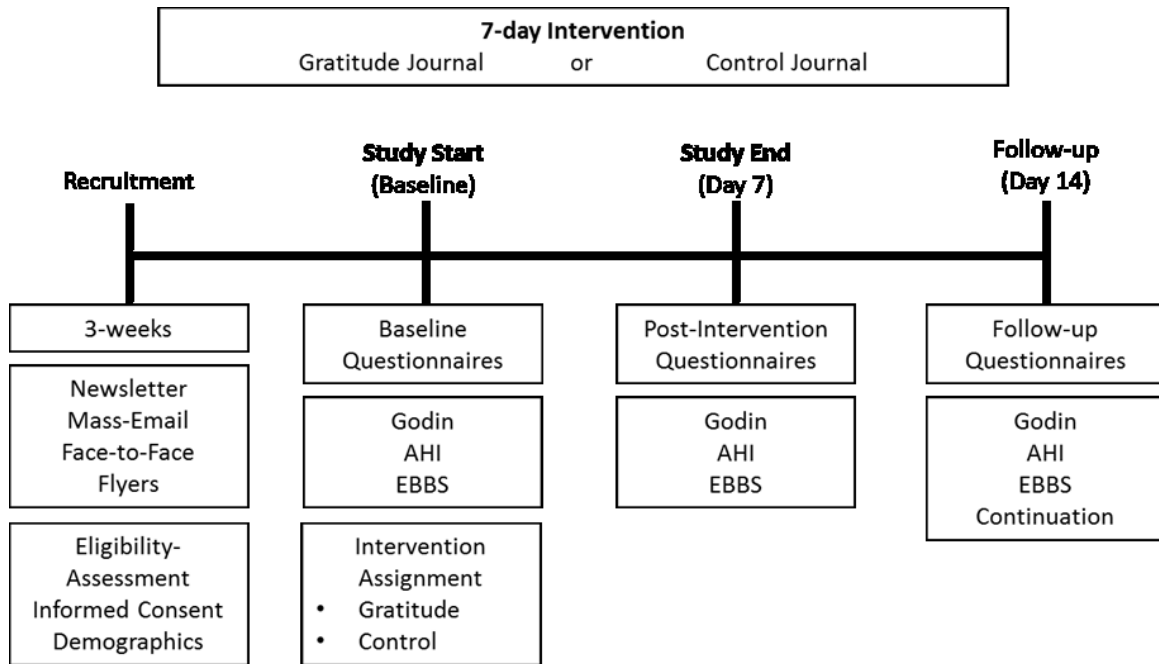 7-day Intervention
Gratitude Journal or Control Journal
Recruitment
Study Start
(Baseline)
Study End
(Day 7)
Follow-up
(Day 14)
3-weeks
Newsletter
Mass-Email
Face-to-Face
Flyers
Eligibility-
Assessment
Informed Consent
Demographics
Baseline
Questionnaires
Godin
AHI
EBBS
Intervention
Assignment
• Gratitude
• Control
Post-Intervention
Questionnaires
Godin
AHI
EBBS
Follow-up
Questionnaires
Godin
AHI
EBBS
Continuation